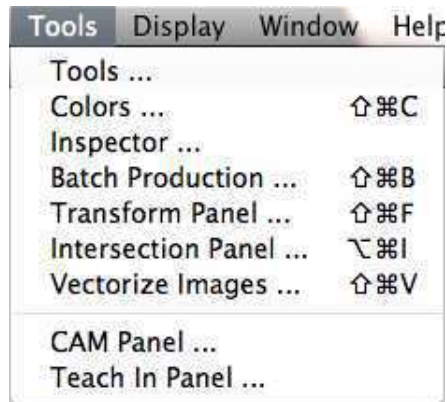 Tools Display Window Help
Tools ...
Colors ... ⇧⌘C
Inspector ...
Batch Production ... ⇧⌘B
Transform Panel ... ⇧⌘F
Intersection Panel ... ⌥⌘I
Vectorize Images ... ⇧⌘V
CAM Panel ...
Teach In Panel ...